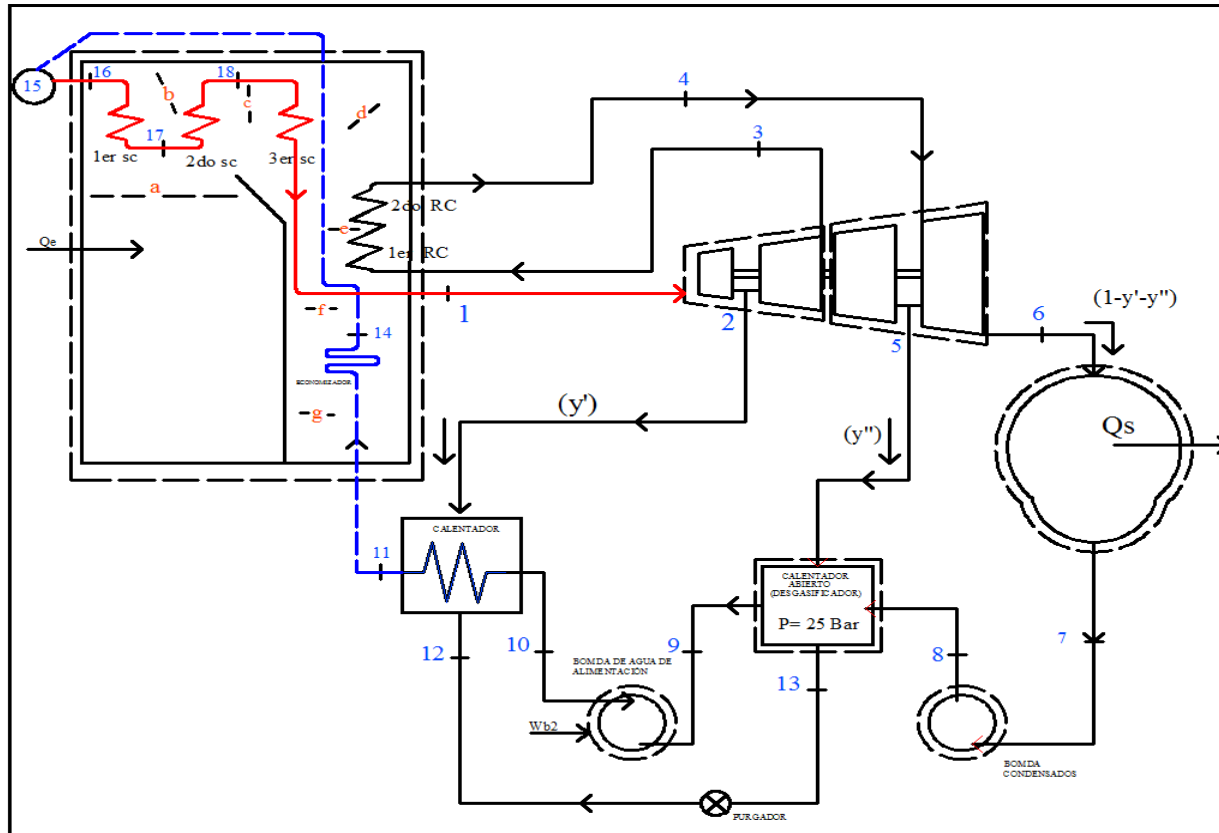 15
16
b
18
c
d
17
1er sc
2do sc
3er sc
a
Qe
4
3
2do RC
e
1er RC
f
1
14
ECONOMIZADOR
g
2
5
6
(1-y'-y'')
Qs
(y')
(y'')
11
CALENTADOR
12
10
BOMDA DE AGUA DE
ALIMENTACIÓN
Wb2
9
CALENTADOR
ABIERTO
(DESGASIFICADOR)
P= 25 Bar
13
8
7
BOMDA
CONDENSADOS
PURGADOR